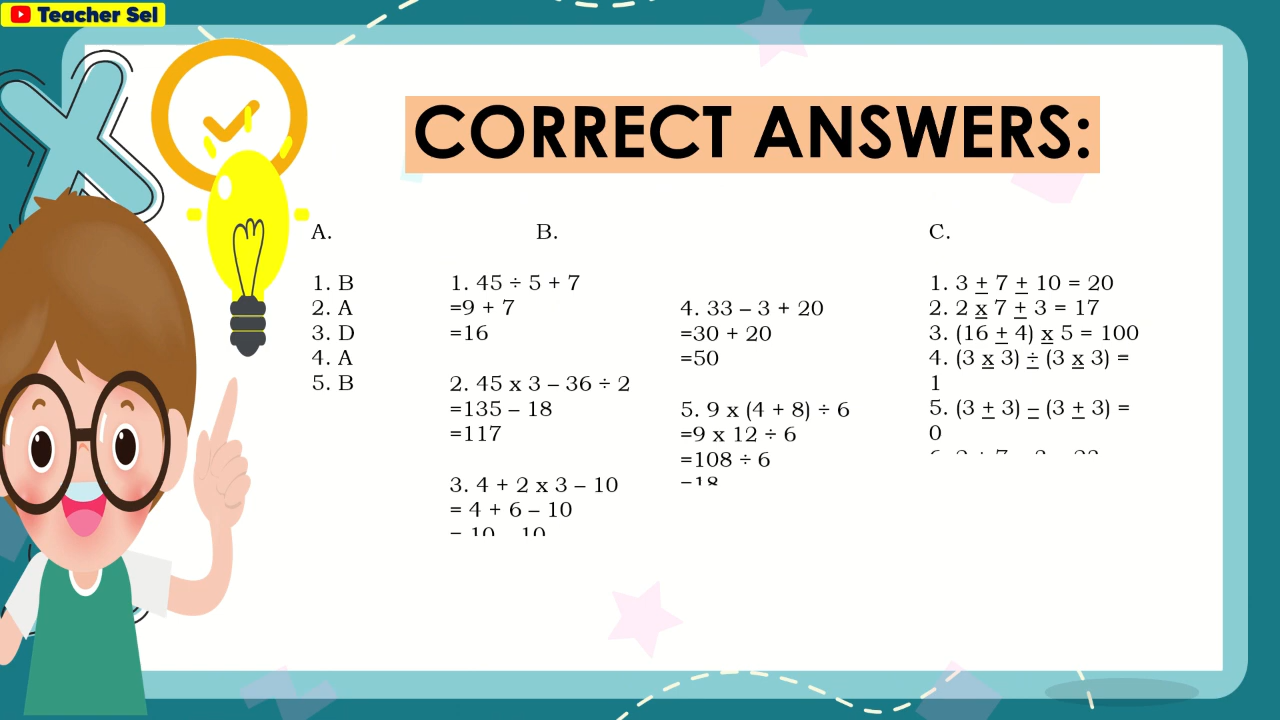 Teacher Sel
CORRECT ANSWERS:
A.
1. B
2. A
3. D
4. A
5. B
B.
1. 45 ÷ 5 + 7
=9 + 7
=16
2. 45 x 3 – 36 ÷ 2
=135 – 18
=117
3. 4 + 2 x 3 – 10
= 4 + 6 – 10
4. 33 – 3 + 20
=30 + 20
=50
5. 9 x (4 + 8) ÷ 6
=9 x 12 ÷ 6
=108 ÷ 6
=18
C.
1. 3 + 7 + 10 = 20
2. 2 x 7 + 3 = 17
3. (16 + 4) x 5 = 100
4. (3 x 3) ÷ (3 x 3) =
1
5. (3 + 3) – (3 + 3) =
0